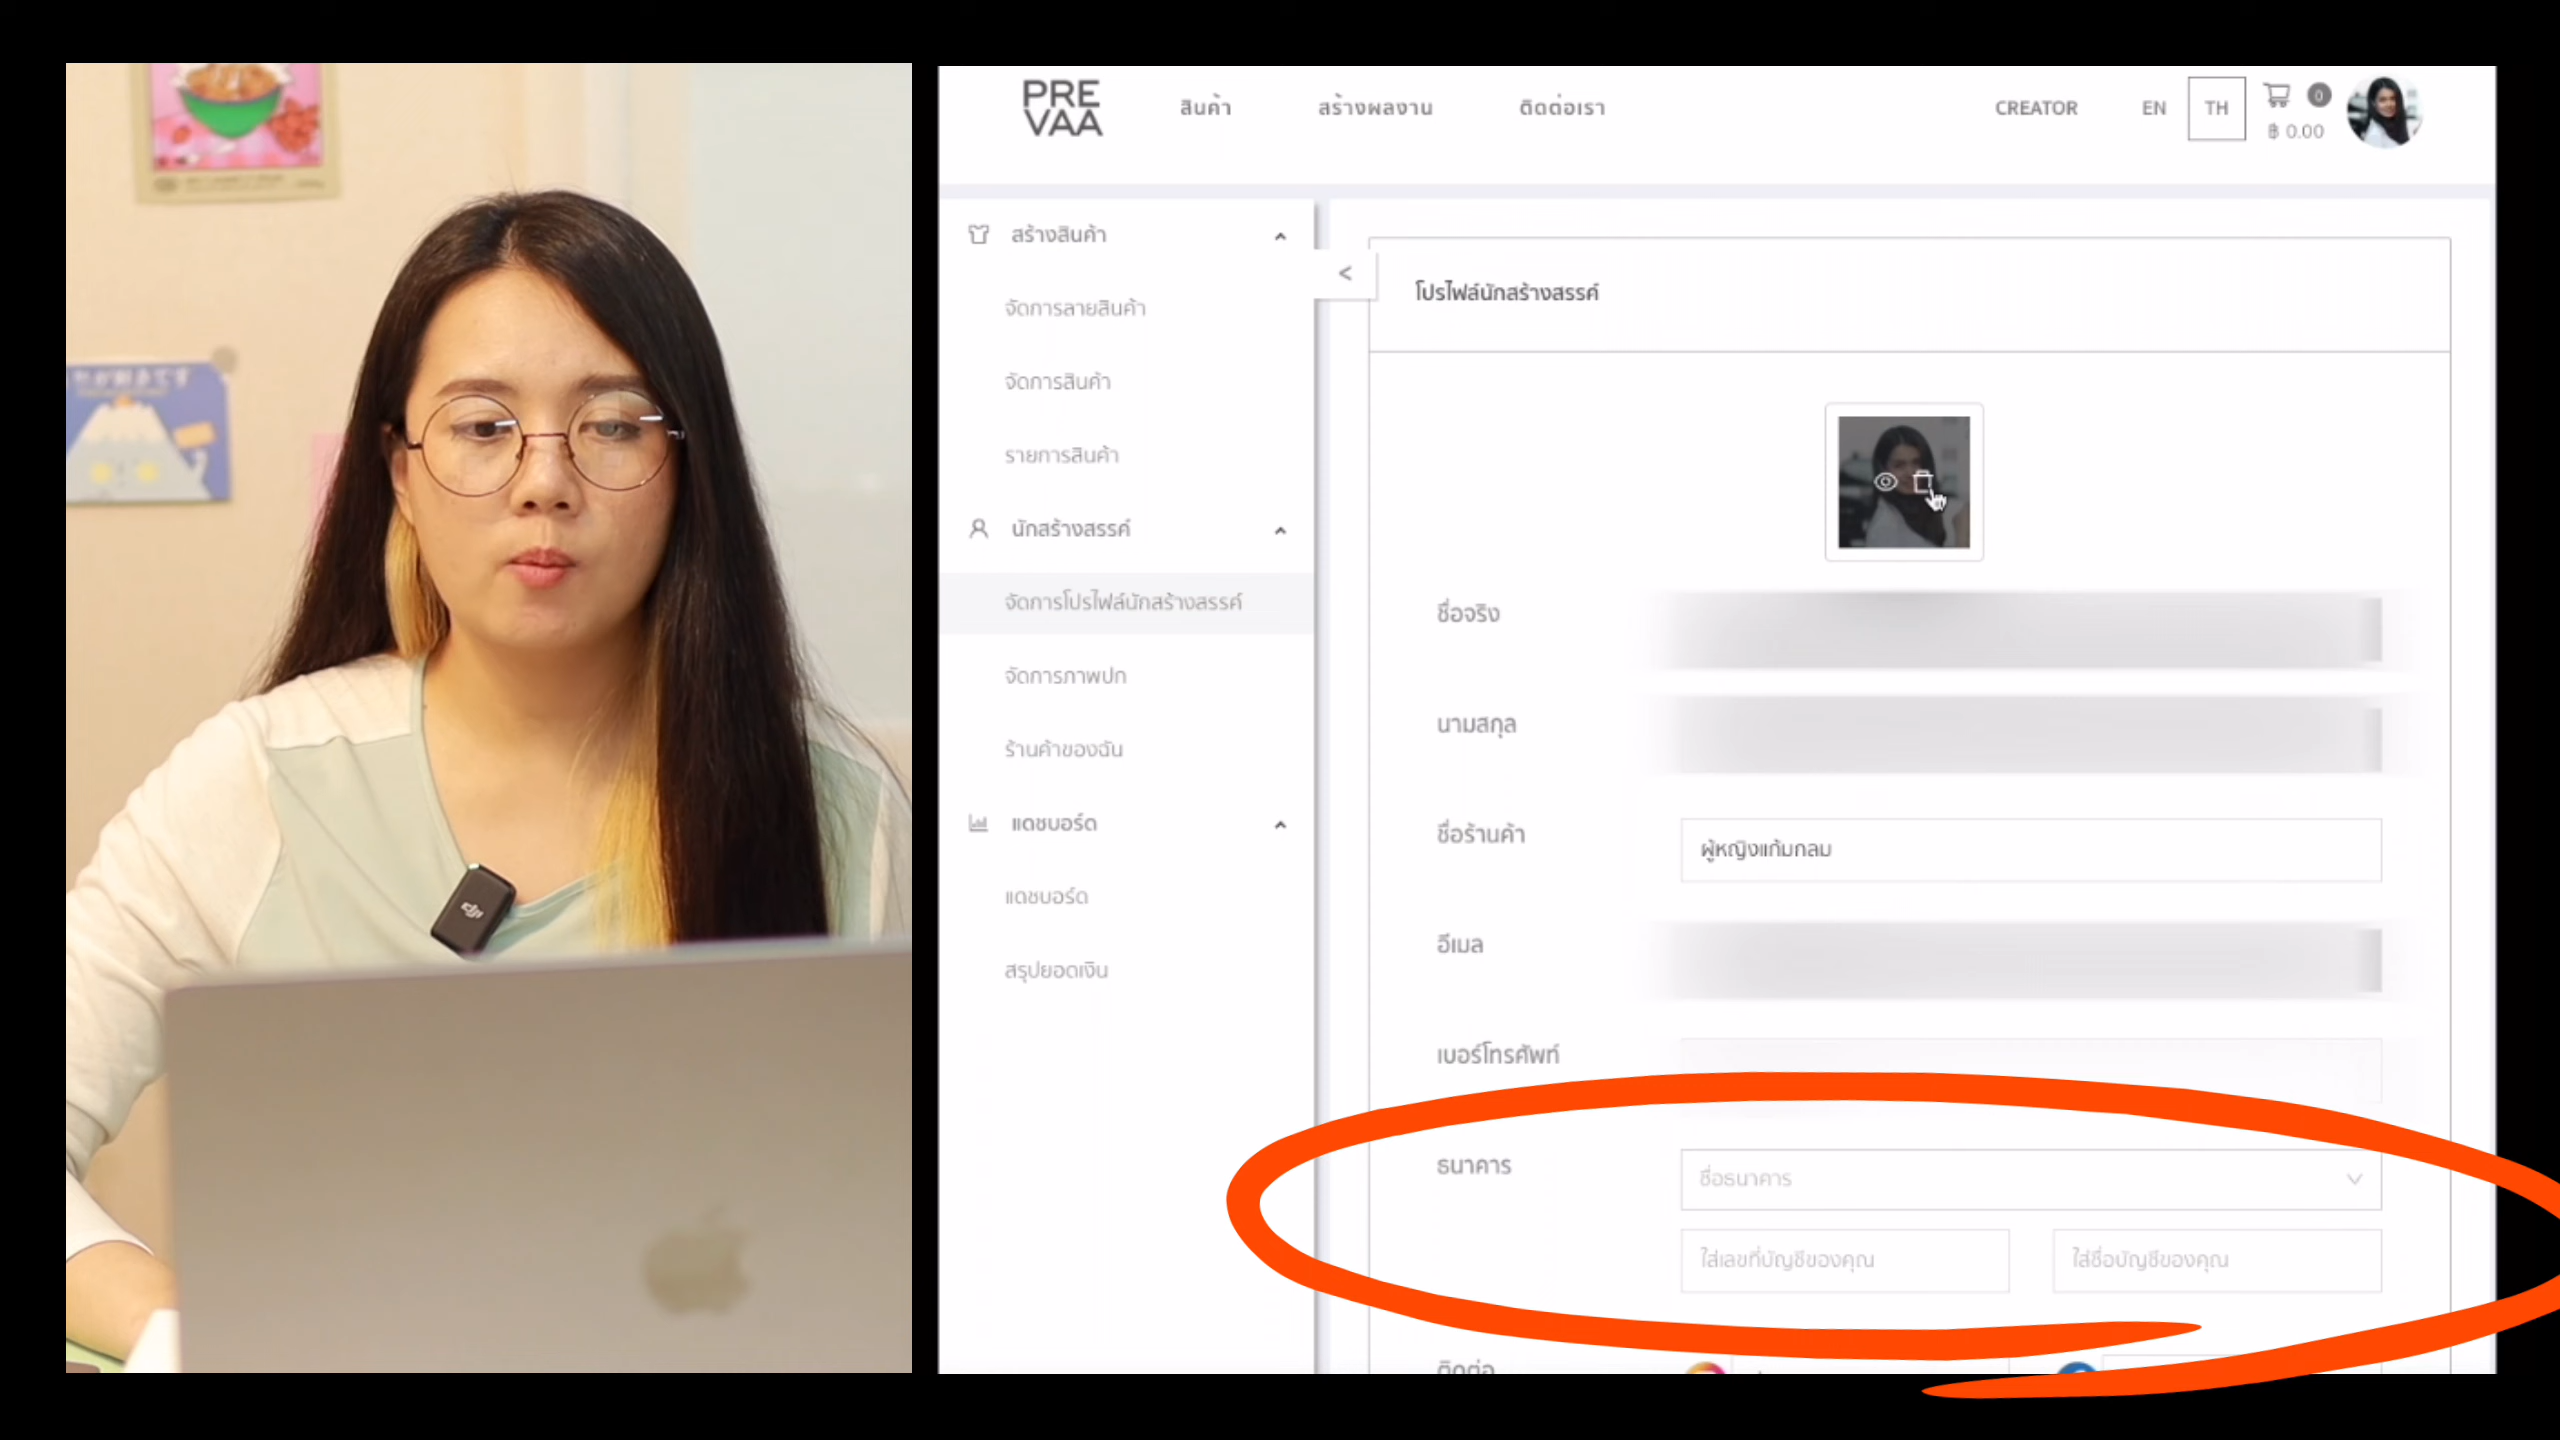 PRE
VAA
สินค้า
สร้างผลงาน
ติดต่อเรา
CREATOR
EN
TH
0
฿ 0.00
สร้างสินค้า
จัดการลายสินค้า
จัดการสินค้า
รายการสินค้า
นักสร้างสรรค์
จัดการโปรไฟล์นักสร้างสรรค์
จัดการภาพปก
ร้านค้าของฉัน
แดชบอร์ด
แดชบอร์ด
สรุปยอดเงิน
<
โปรไฟล์นักสร้างสรรค์
ชื่อจริง
นามสกุล
ชื่อร้านค้า
ผู้หญิงแก้มกลม
อีเมล
เบอร์โทรศัพท์
ธนาคาร
ชื่อธนาคาร
ใส่เลขที่บัญชีของคุณ
ใส่ชื่อบัญชีของคุณ
ติดต่อ
dji